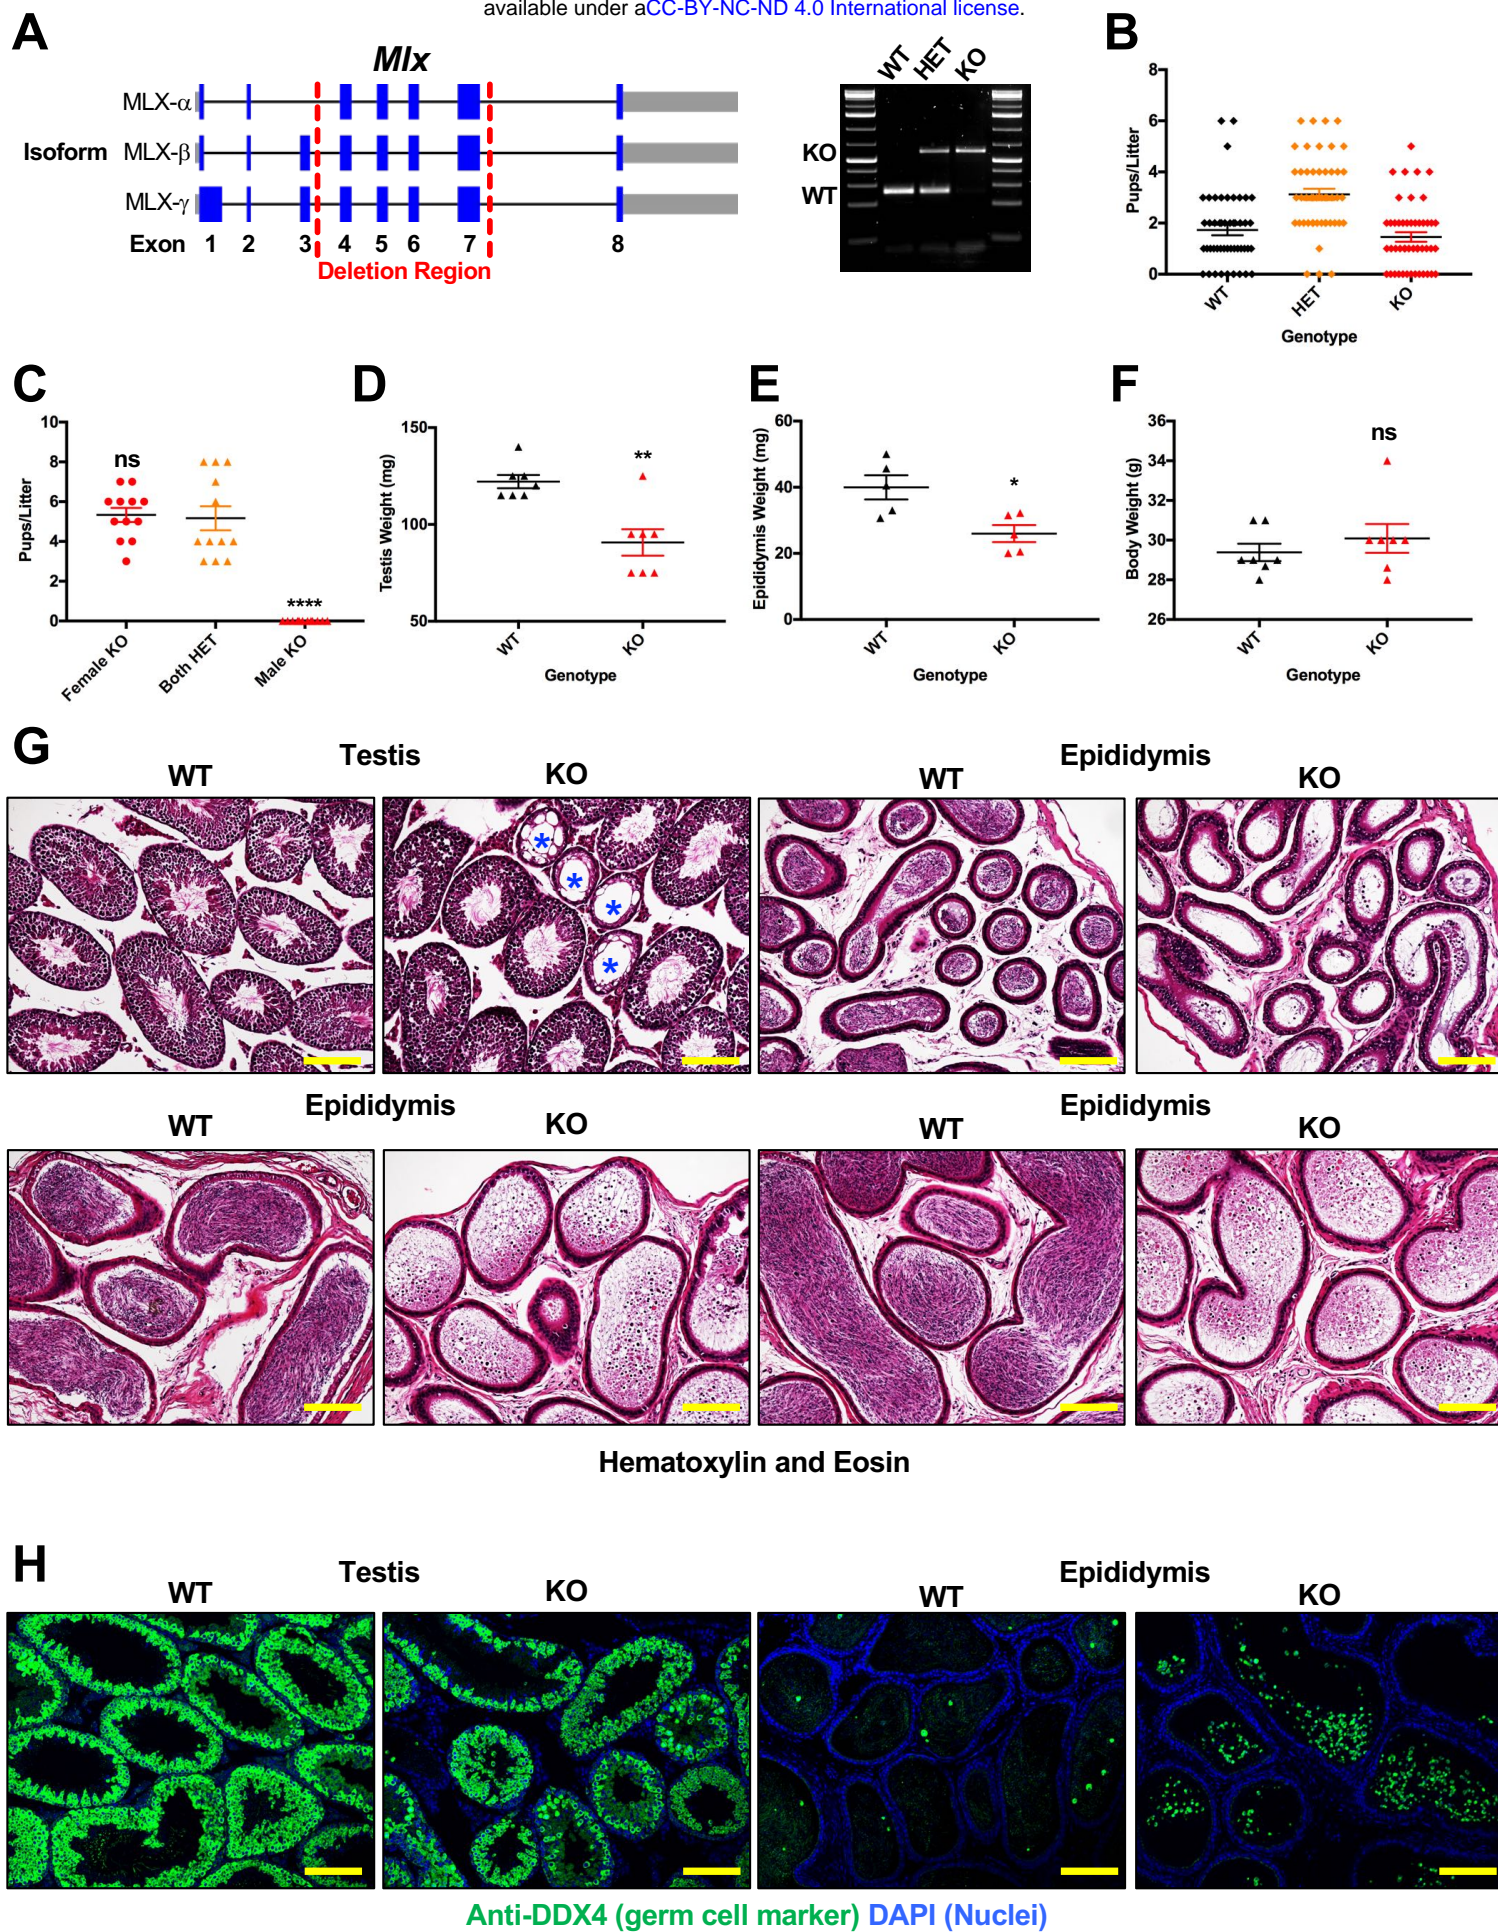 available under aCC-BY-NC-ND 4.0 International license.
A
Mlx
MLX-α
Isoform MLX-β
MLX-γ
Exon 1 2 3 4 5 6 7 8
Deletion Region
WT HET KO
KO
WT
B
Pups/Litter
8
6
4
2
0
WT HET KO
Genotype
C
Pups/Litter
10
8
6
4
2
0
ns
****
Female KO Both HET Male KO
D
Testis Weight (mg)
150
100
50
**
WT KO
Genotype
E
Epididymis Weight (mg)
60
40
20
0
*
WT KO
Genotype
F
Body Weight (g)
36
34
32
30
28
26
ns
WT KO
Genotype
G
Testis Epididymis
WT KO WT KO
* * * *
Epididymis Epididymis
WT KO WT KO
Hematoxylin and Eosin
H
Testis Epididymis
WT KO WT KO
Anti-DDX4 (germ cell marker) DAPI (Nuclei)